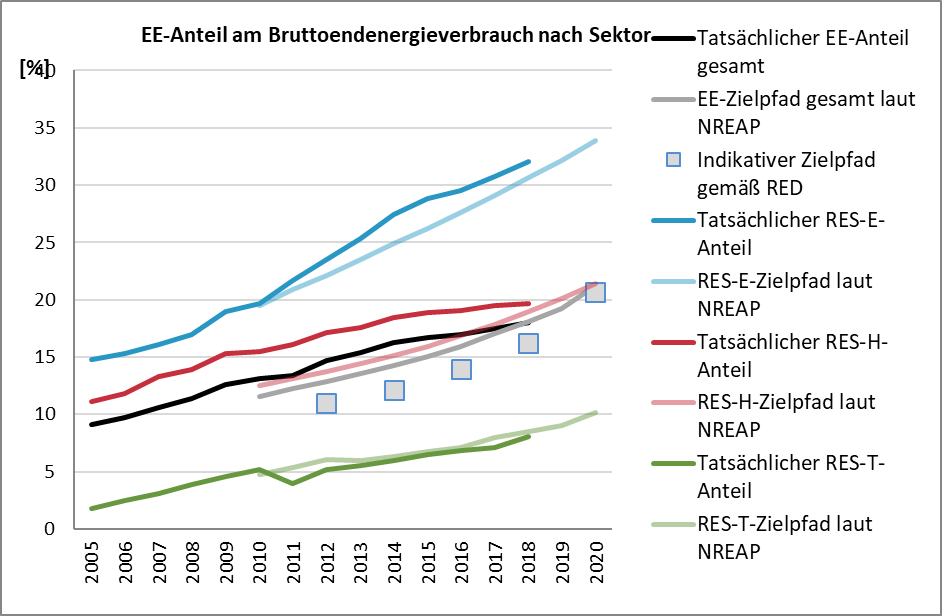 EE-Anteil am Bruttoendenergieverbrauch nach Sektor
[%]
40
35
30
25
20
15
10
5
0
2005
2006
2007
2008
2009
2010
2011
2012
2013
2014
2015
2016
2017
2018
2019
2020
Tatsächlicher EE-Anteil
gesamt
EE-Zielpfad gesamt laut
NREAP
Indikativer Zielpfad
gemäß RED
Tatsächlicher RES-E-
Anteil
RES-E-Zielpfad laut
NREAP
Tatsächlicher RES-H-
Anteil
RES-H-Zielpfad laut
NREAP
Tatsächlicher RES-T-
Anteil
RES-T-Zielpfad laut
NREAP